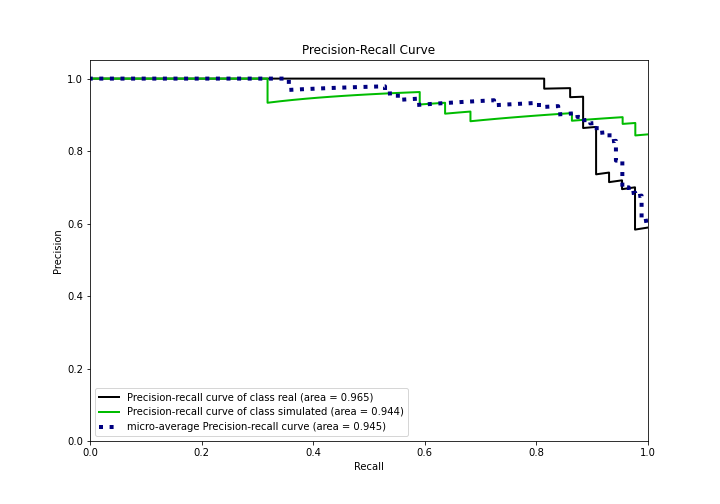 Precision-Recall Curve
1.0
0.8
0.6
0.4
0.2
0.0
Precision
Precision-recall curve of class real (area = 0.965)
Precision-recall curve of class simulated (area = 0.944)
micro-average Precision-recall curve (area = 0.945)
0.0 0.2 0.4 0.6 0.8 1.0
Recall